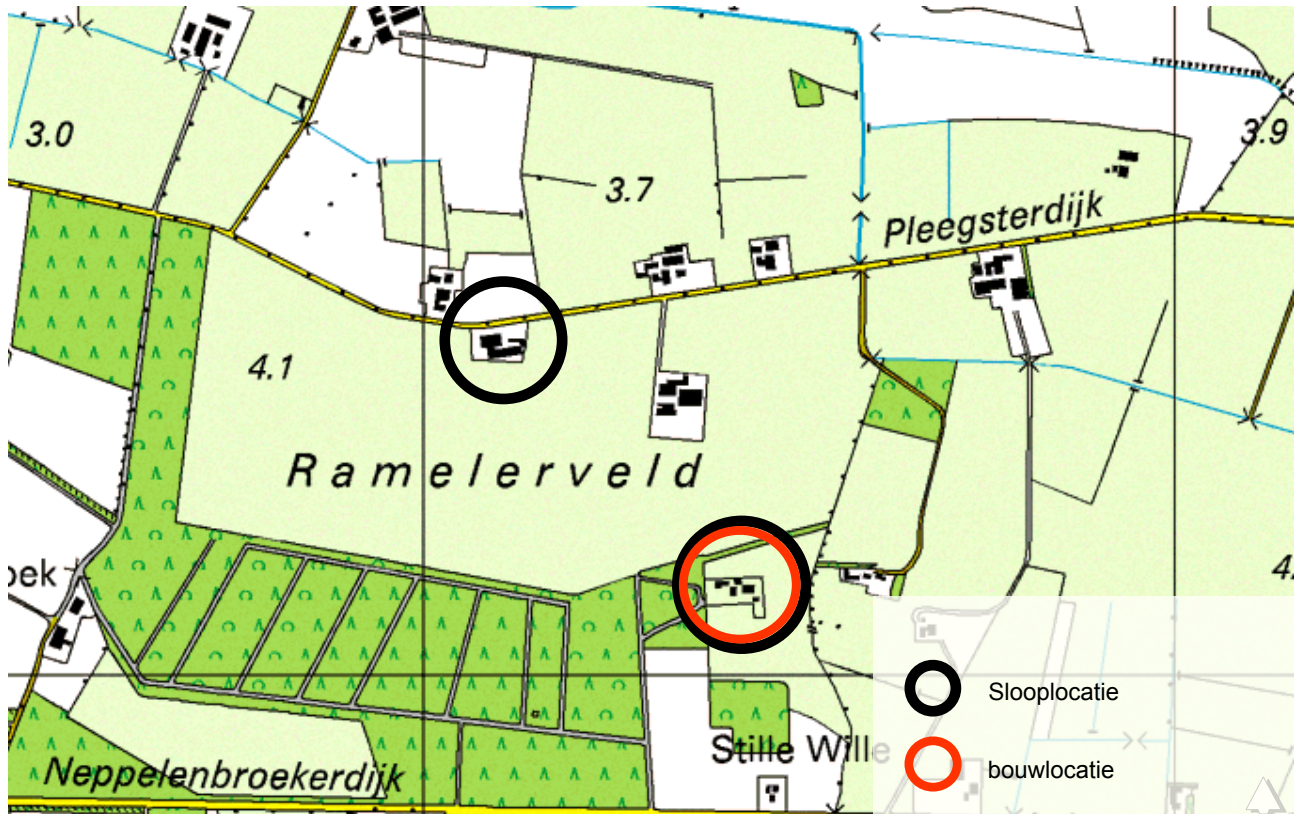 3.0
3.9
3.7
Pleegsterdijk
4.1
Ramelerveld
Slooplocatie
Stille Wille
bouwlocatie
Neppelenbroekerdijk